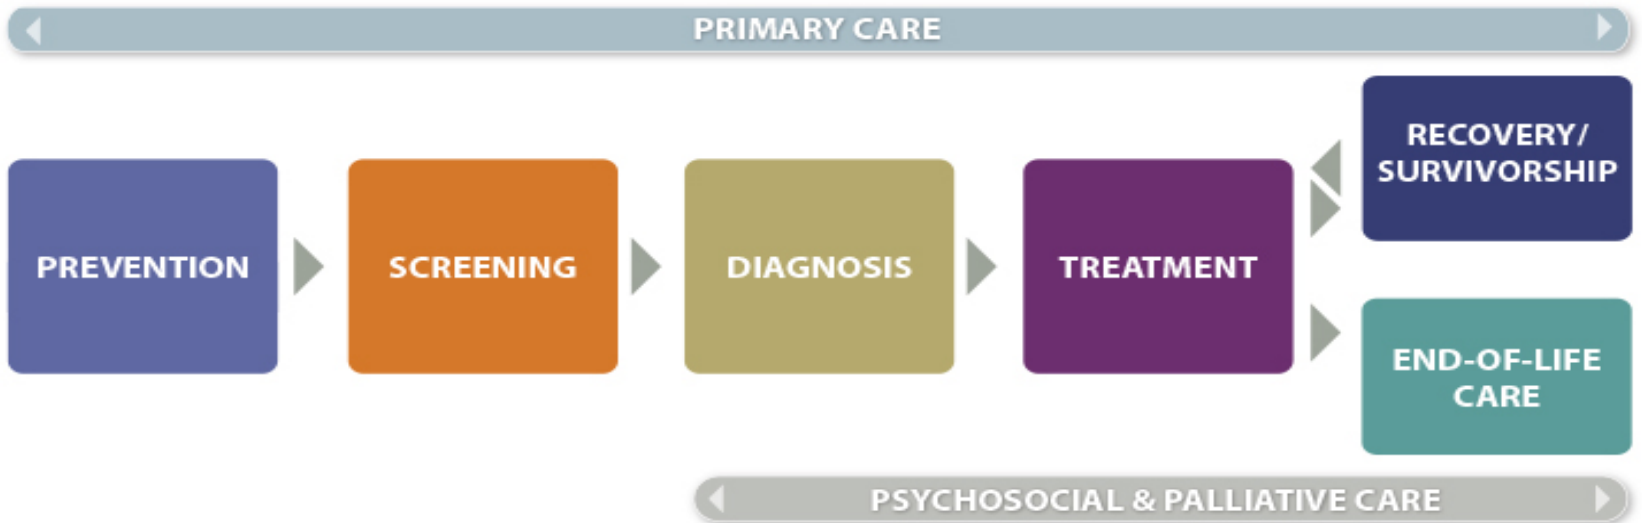 PRIMARY CARE
PREVENTION
SCREENING
DIAGNOSIS
TREATMENT
RECOVERY/
SURVIVORSHIP
END-OF-LIFE
CARE
PSYCHOSOCIAL & PALLIATIVE CARE